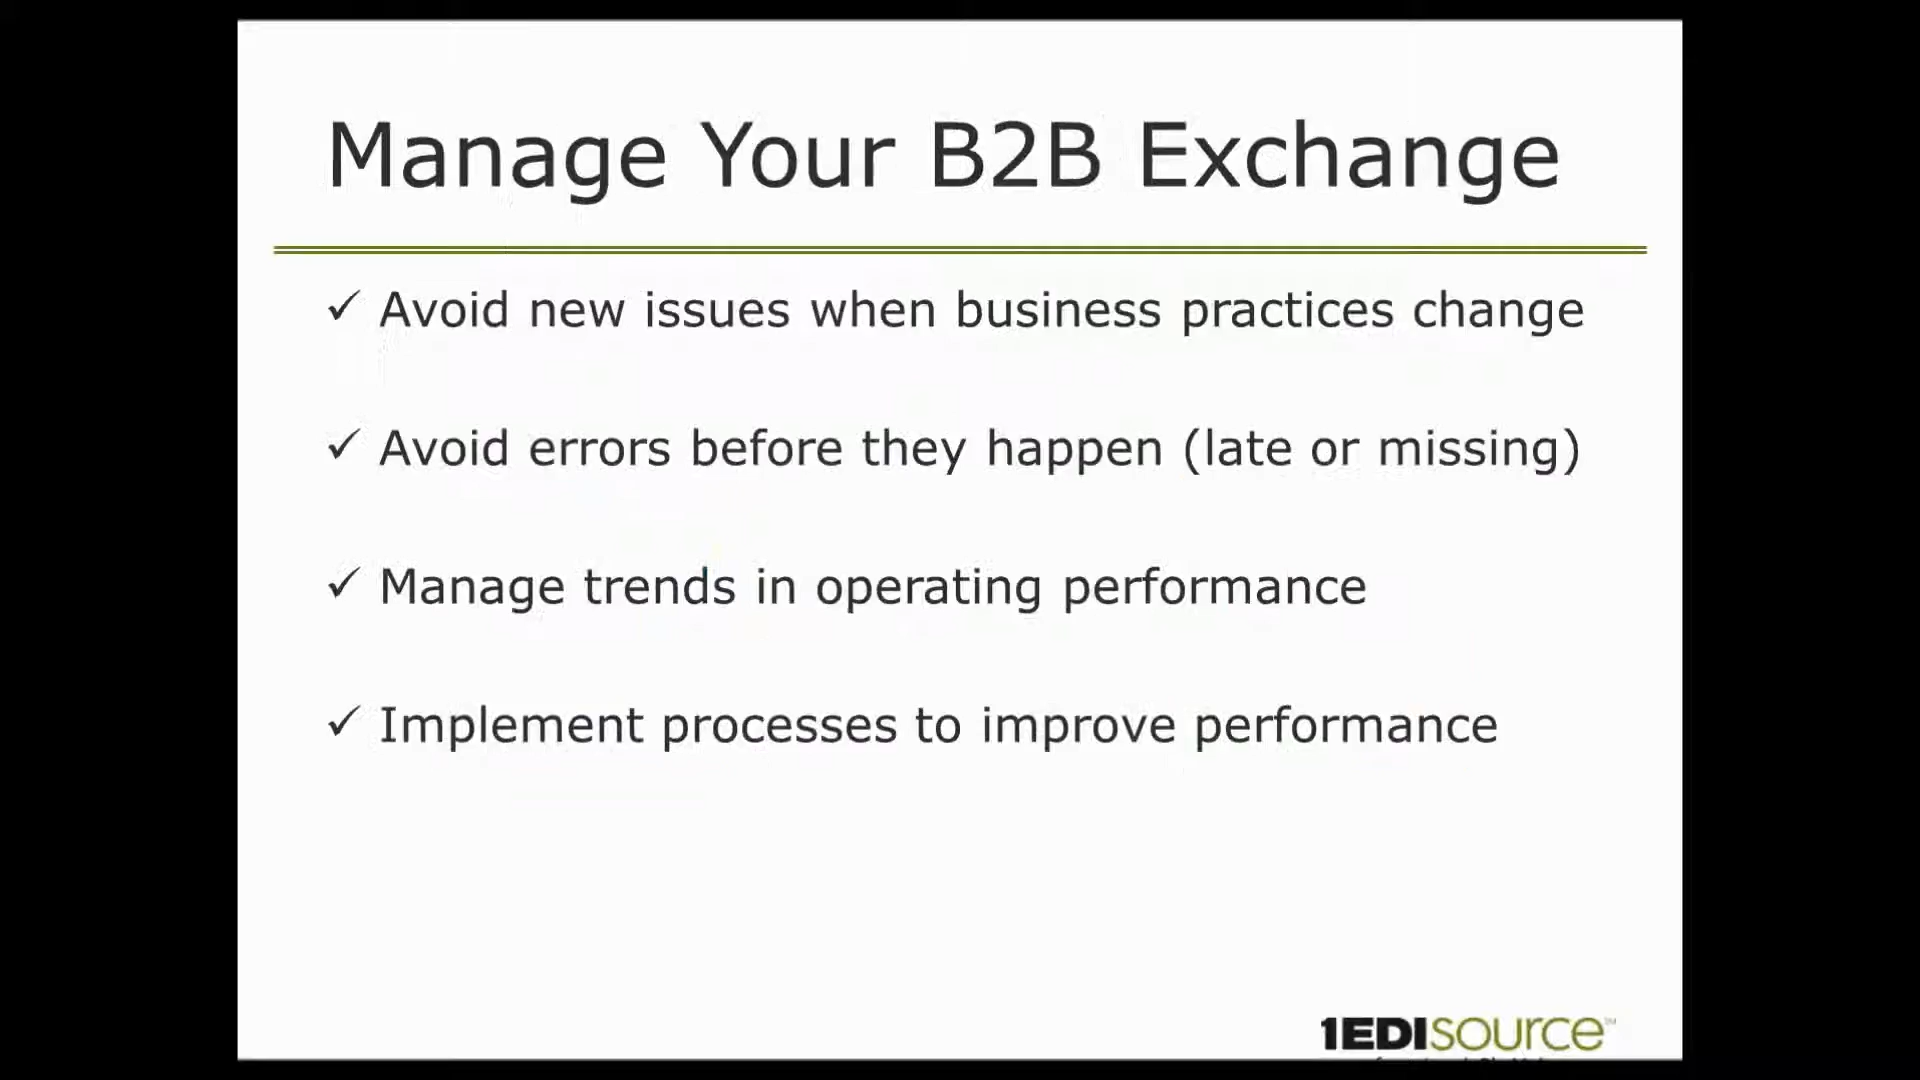 Manage Your B2B Exchange
✓ Avoid new issues when business practices change
✓ Avoid errors before they happen (late or missing)
✓ Manage trends in operating performance
✓ Implement processes to improve performance
1EDISOURCE™